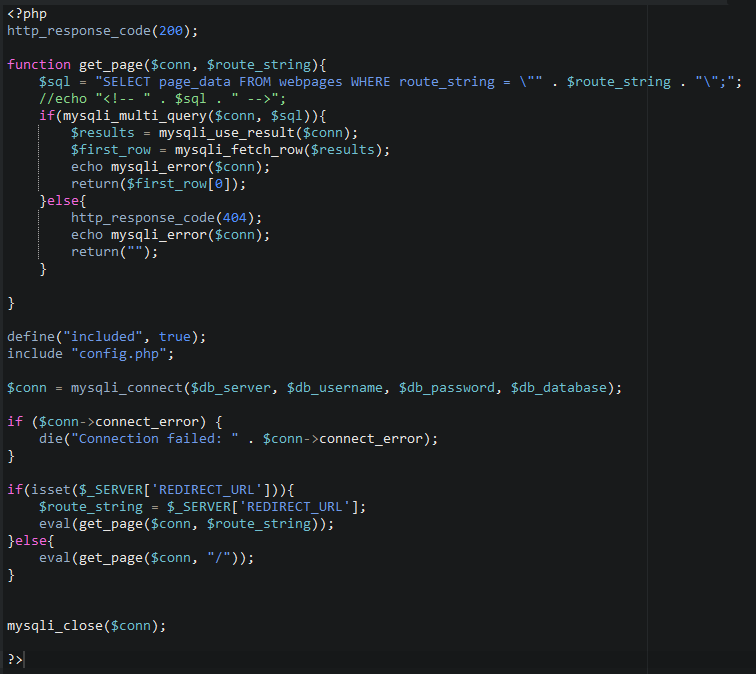 <?php
http_response_code(200);
function get_page($conn, $route_string){
$sql = "SELECT page_data FROM webpages WHERE route_string = \"" . $route_string . "\";";
//echo "<!-- " . $sql . " -->";
if(mysqli_multi_query($conn, $sql)){
$results = mysqli_use_result($conn);
$first_row = mysqli_fetch_row($results);
echo mysqli_error($conn);
return($first_row[0]);
}else{
http_response_code(404);
echo mysqli_error($conn);
return("");
}
}
define("included", true);
include "config.php";
$conn = mysqli_connect($db_server, $db_username, $db_password, $db_database);
if ($conn->connect_error) {
die("Connection failed: " . $conn->connect_error);
}
if(isset($_SERVER['REDIRECT_URL'])){
$route_string = $_SERVER['REDIRECT_URL'];
eval(get_page($conn, $route_string));
}else{
eval(get_page($conn, "/"));
}
mysqli_close($conn);
?>